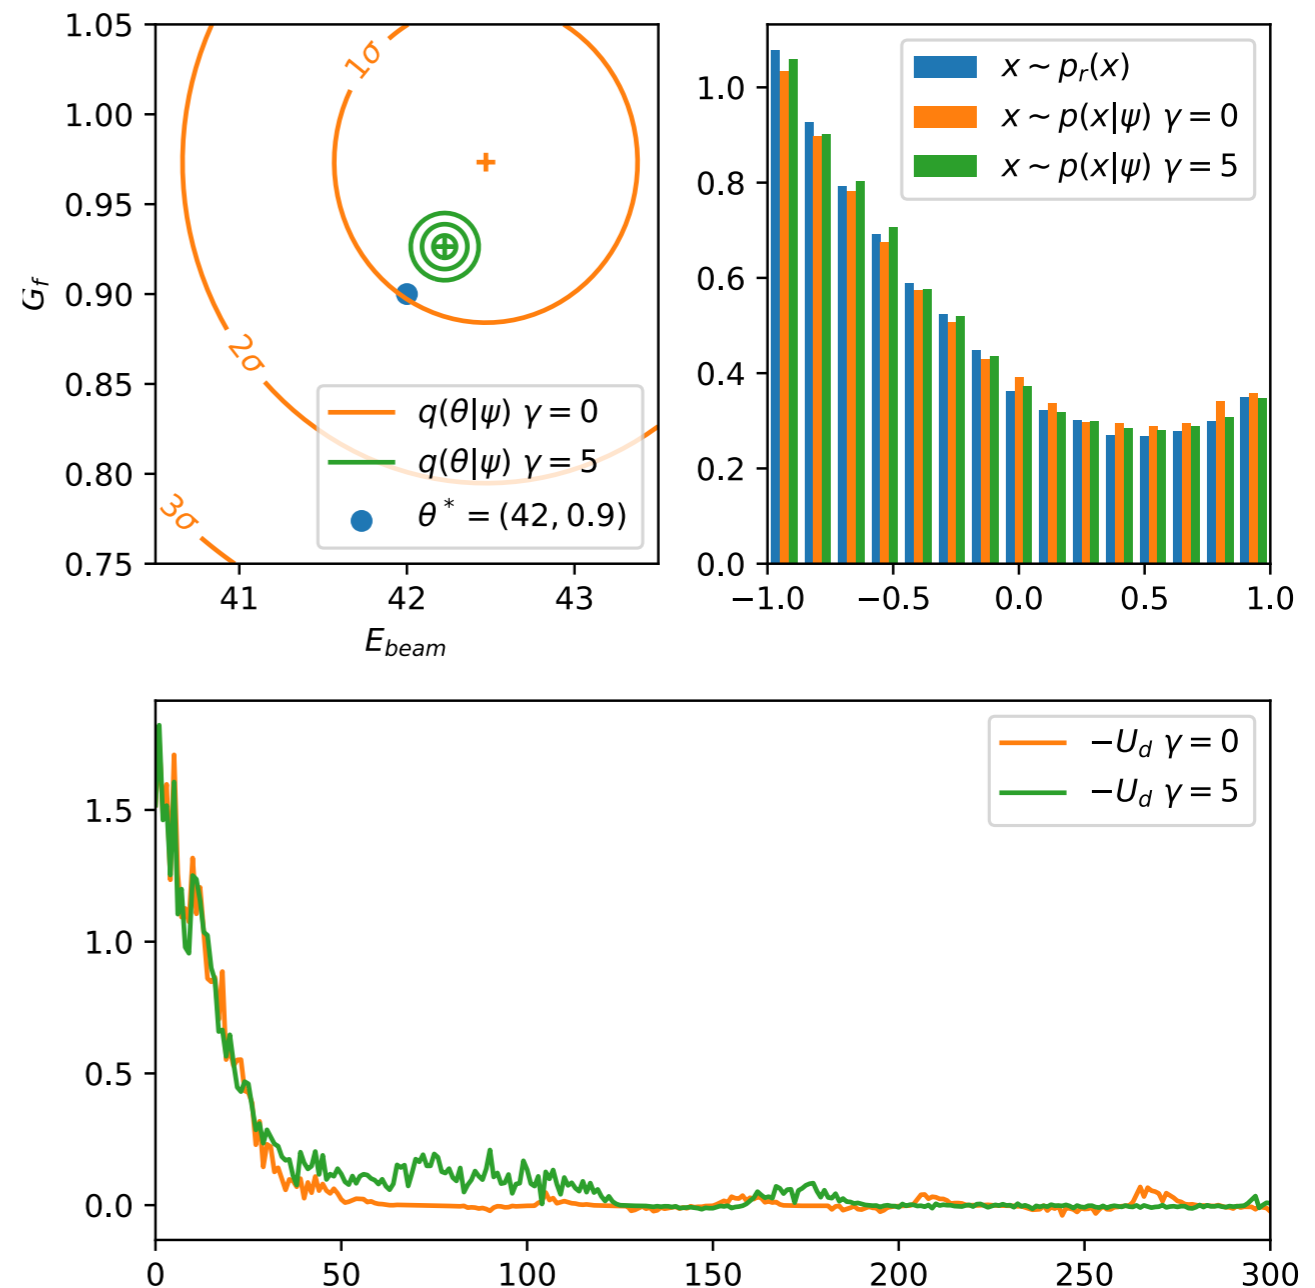 1.05
1.00
0.95
0.90
0.85
0.80
0.75
G_f
1σ
2σ
3σ
q(θ|ψ) γ = 0
q(θ|ψ) γ = 5
θ* = (42, 0.9)
41 42 43
E_beam
1.0
0.8
0.6
0.4
0.2
0.0
x ∼ p_r(x)
x ∼ p(x|ψ) γ = 0
x ∼ p(x|ψ) γ = 5
−1.0 −0.5 0.0 0.5 1.0
1.5
1.0
0.5
0.0
−U_d γ = 0
−U_d γ = 5
0 50 100 150 200 250 300